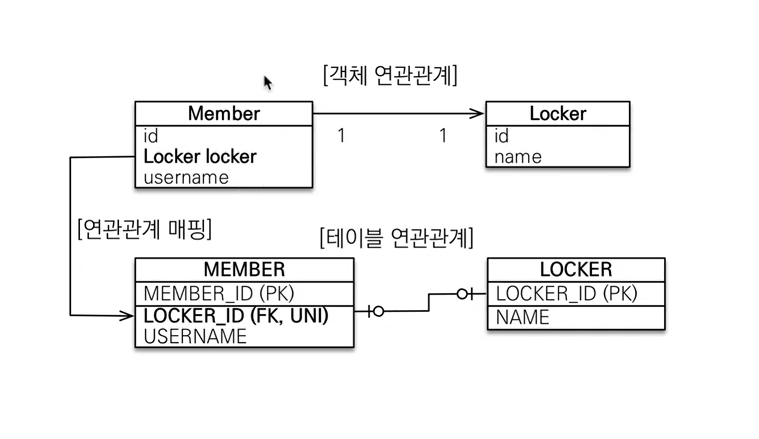 [객체 연관관계]
Member
id
Locker locker
username
1
1
Locker
id
name
[연관관계 매핑]
[테이블 연관관계]
MEMBER
MEMBER_ID (PK)
LOCKER_ID (FK, UNI)
USERNAME
LOCKER
LOCKER_ID (PK)
NAME